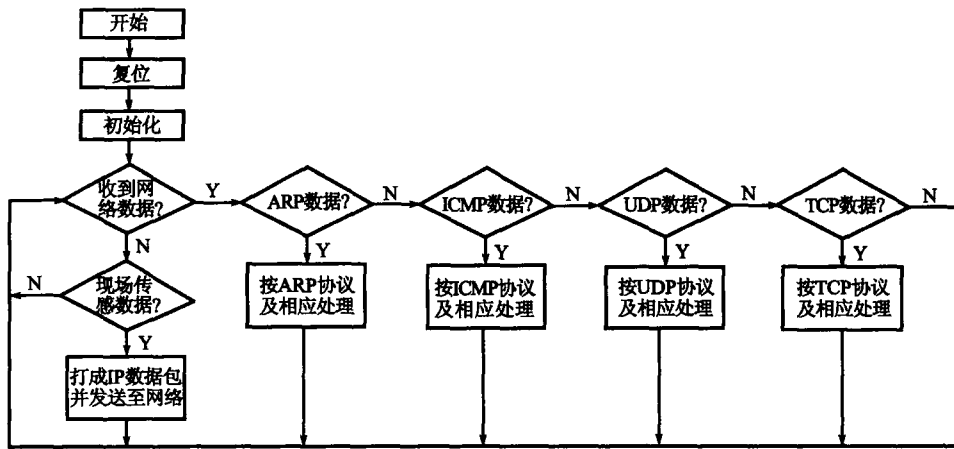 开始
复位
初始化
收到网
络数据?
Y
ARP数据?
N
ICMP数据?
N
UDP数据?
N
TCP数据?
N
N
Y
Y
Y
Y
N
现场传
感数据?
按ARP协议
及相应处理
按ICMP协议
及相应处理
按UDP协议
及相应处理
按TCP协议
及相应处理
Y
打成IP数据包
并发送至网络